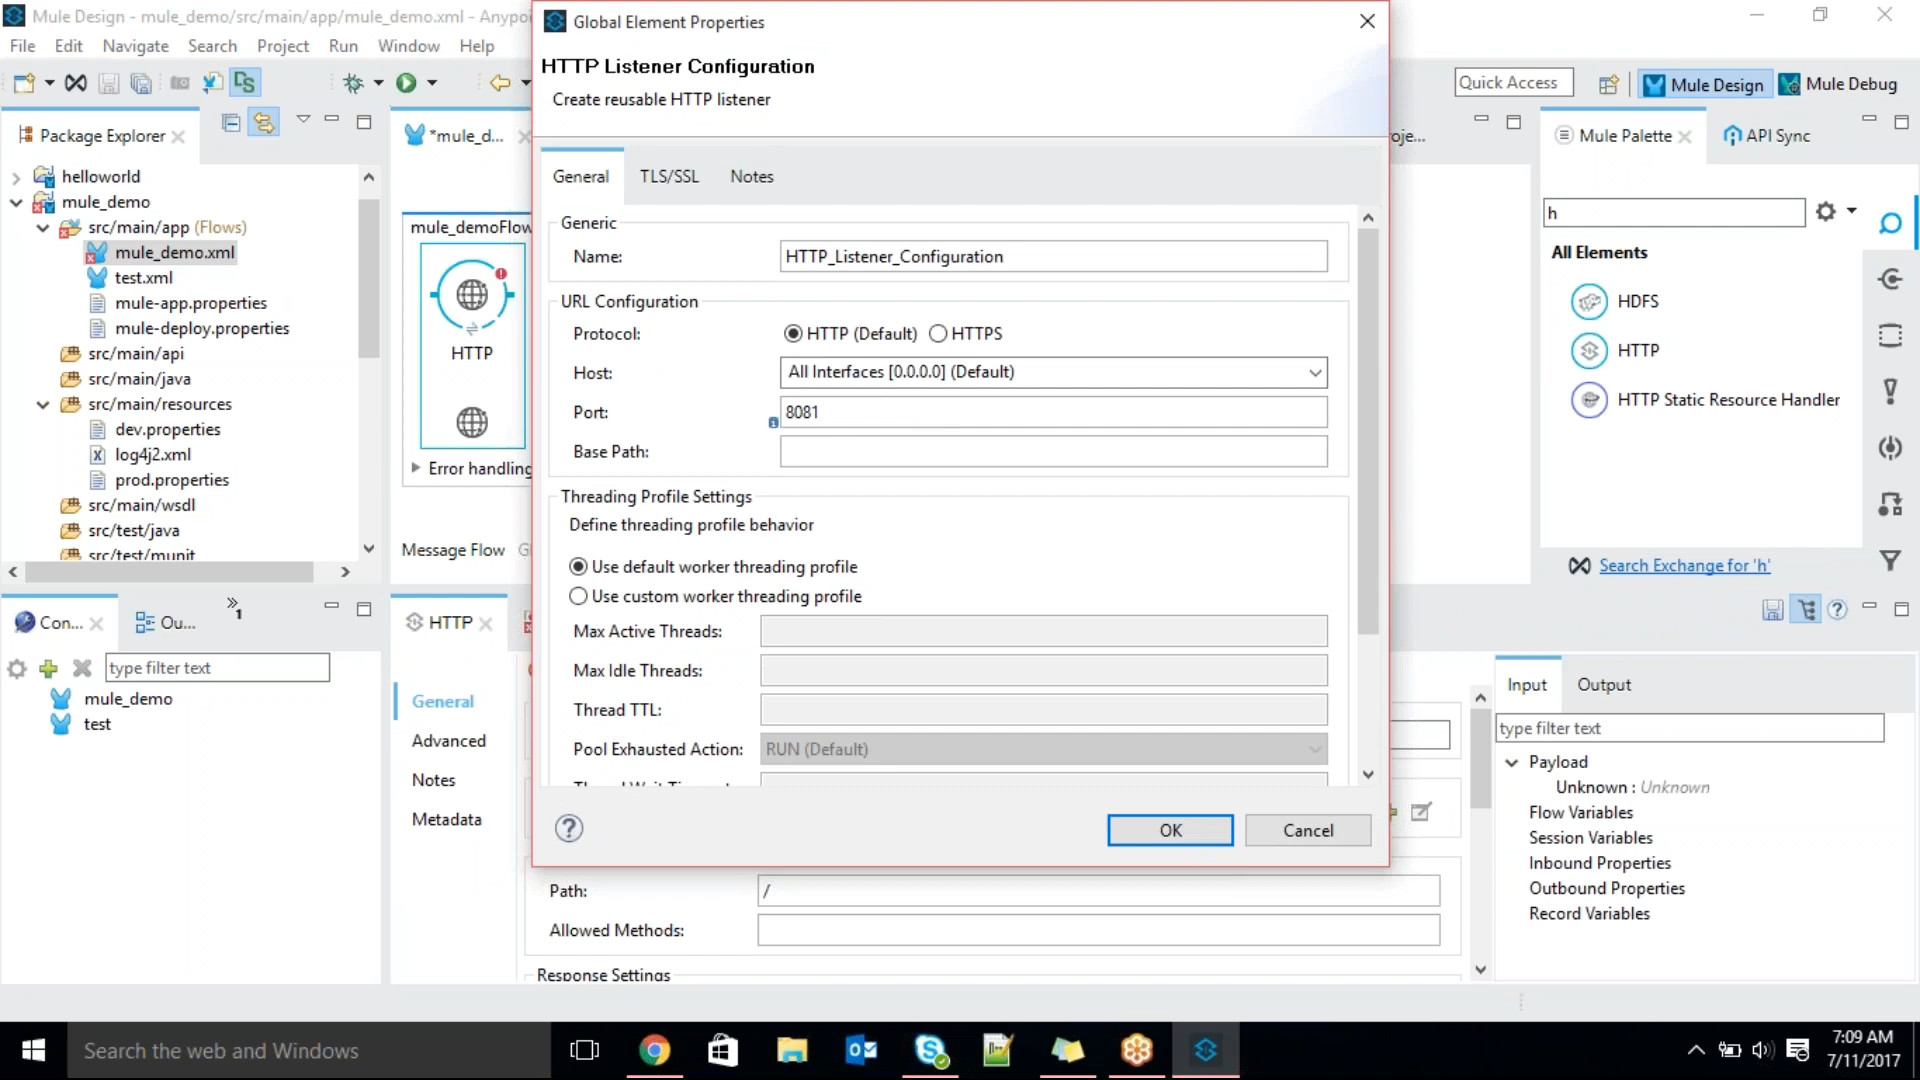 Mule Design - mule_demo/src/main/app/mule_demo.xml - Anypoi
File Edit Navigate Search Project Run Window Help
Quick Access
Mule Design
Mule Debug
Package Explorer
helloworld
mule_demo
src/main/app (Flows)
mule_demo.xml
test.xml
mule-app.properties
mule-deploy.properties
src/main/api
src/main/java
src/main/resources
dev.properties
log4j2.xml
prod.properties
src/main/wsdl
src/test/java
src/test/munit
*mule_d...
mule_demoFlow
HTTP
Error handling
Message Flow G
Global Element Properties
HTTP Listener Configuration
Create reusable HTTP listener
General TLS/SSL Notes
Generic
Name: HTTP_Listener_Configuration
URL Configuration
Protocol: HTTP (Default) HTTPS
Host: All Interfaces [0.0.0.0] (Default)
Port: 8081
Base Path:
Threading Profile Settings
Define threading profile behavior
Use default worker threading profile
Use custom worker threading profile
Max Active Threads:
Max Idle Threads:
Thread TTL:
Pool Exhausted Action: RUN (Default)
OK Cancel
oje...
Mule Palette
API Sync
h
All Elements
HDFS
HTTP
HTTP Static Resource Handler
Search Exchange for 'h'
Con...
Ou...
1
type filter text
mule_demo
test
HTTP
General
Advanced
Notes
Metadata
Path: /
Allowed Methods:
Response Settings
Input Output
type filter text
Payload
Unknown : Unknown
Flow Variables
Session Variables
Inbound Properties
Outbound Properties
Record Variables
Search the web and Windows
7:09 AM
7/11/2017